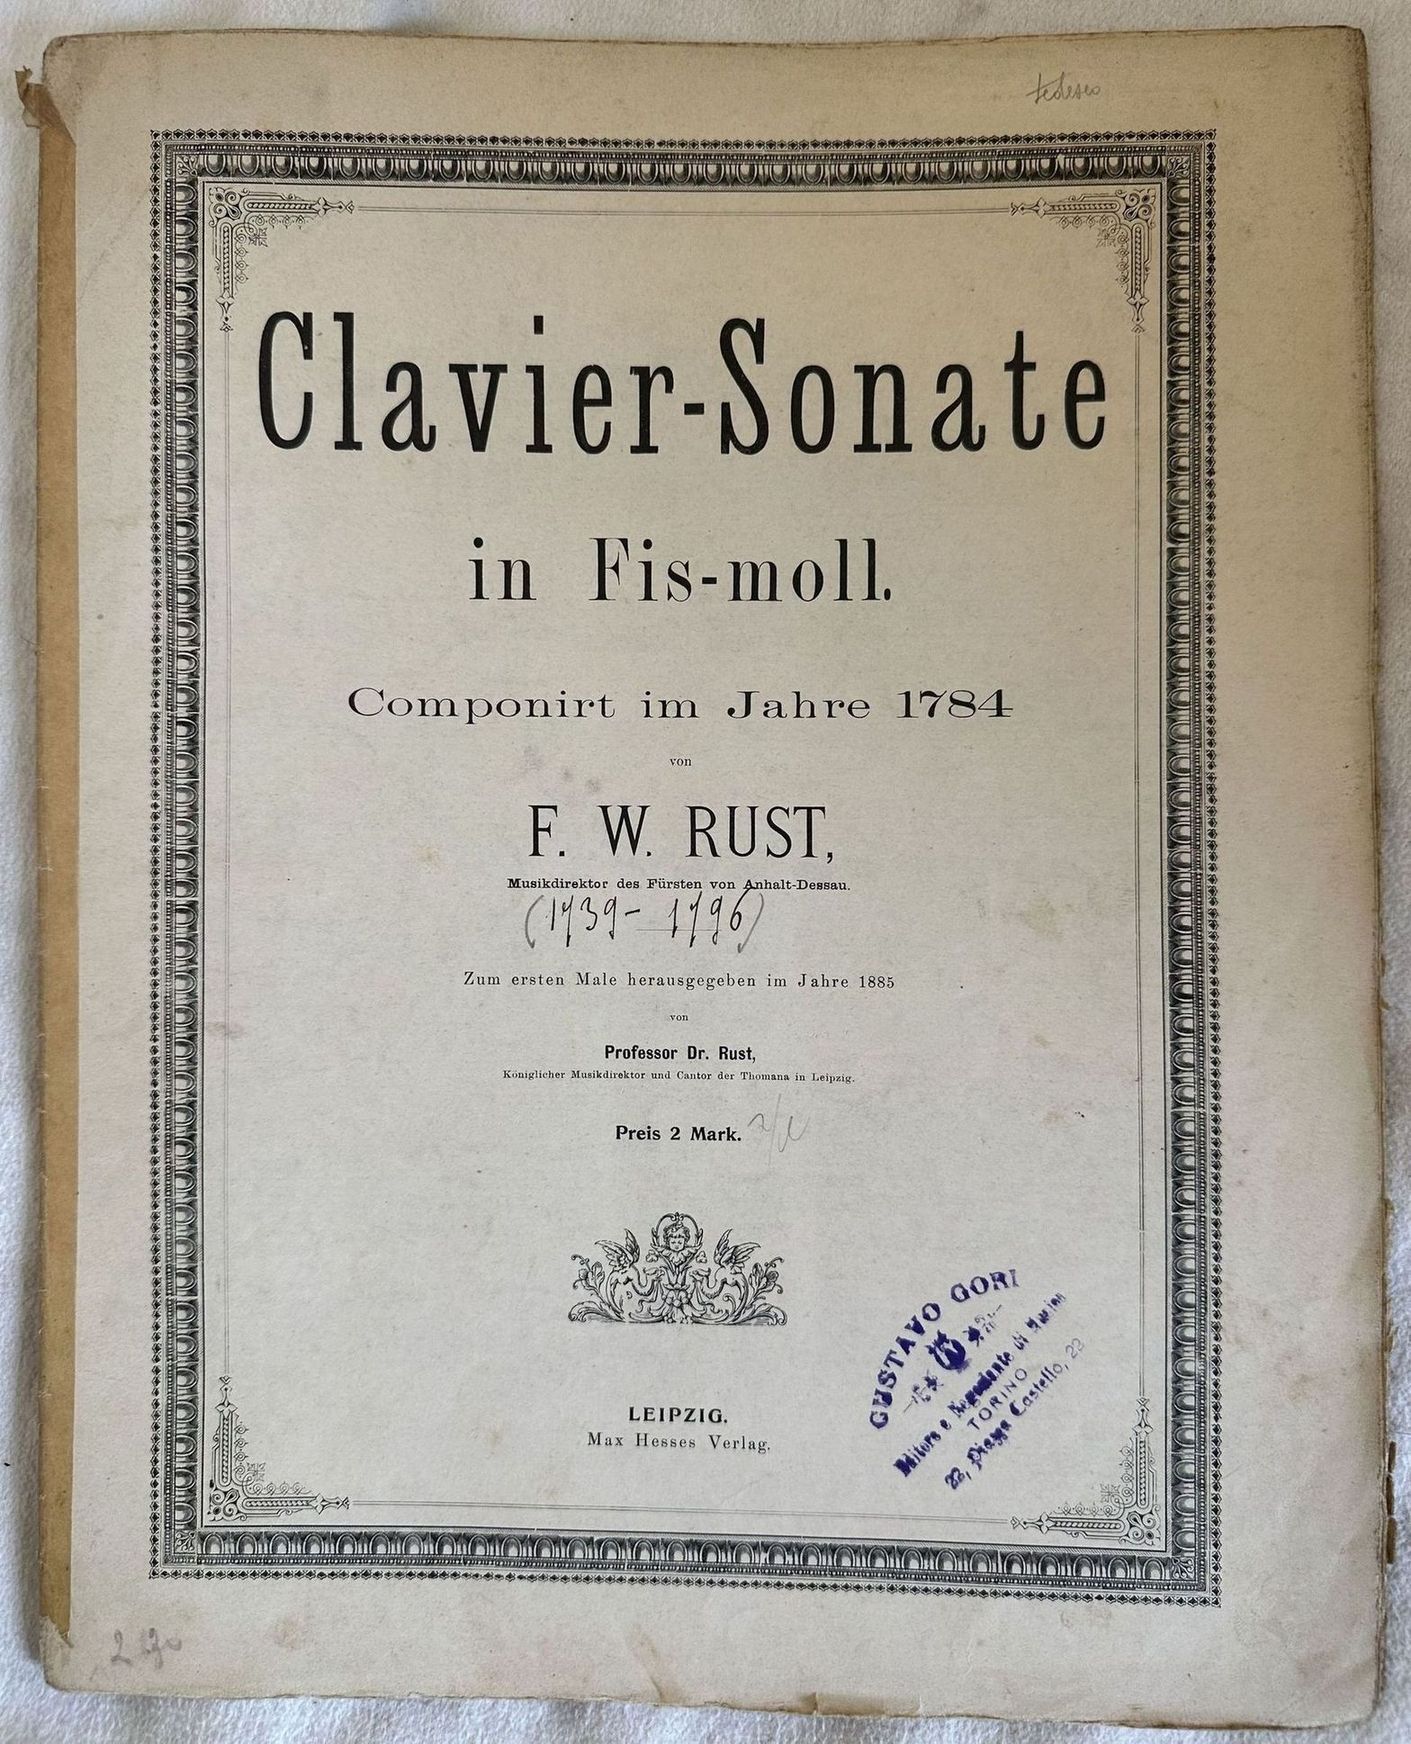 tedesco
Clavier-Sonate
in Fis-moll.
Componirt im Jahre 1784
von
F. W. RUST,
Musikdirektor des Fürsten von Anhalt-Dessau.
(1739 - 1796)
Zum ersten Male herausgegeben im Jahre 1885
von
Professor Dr. Rust,
Königlicher Musikdirektor und Cantor der Thomana in Leipzig.
Preis 2 Mark.
GUSTAVO GORI
Editore e Negoziante di Musica
TORINO
22, Piazza Castello, 22
LEIPZIG.
Max Hesses Verlag.